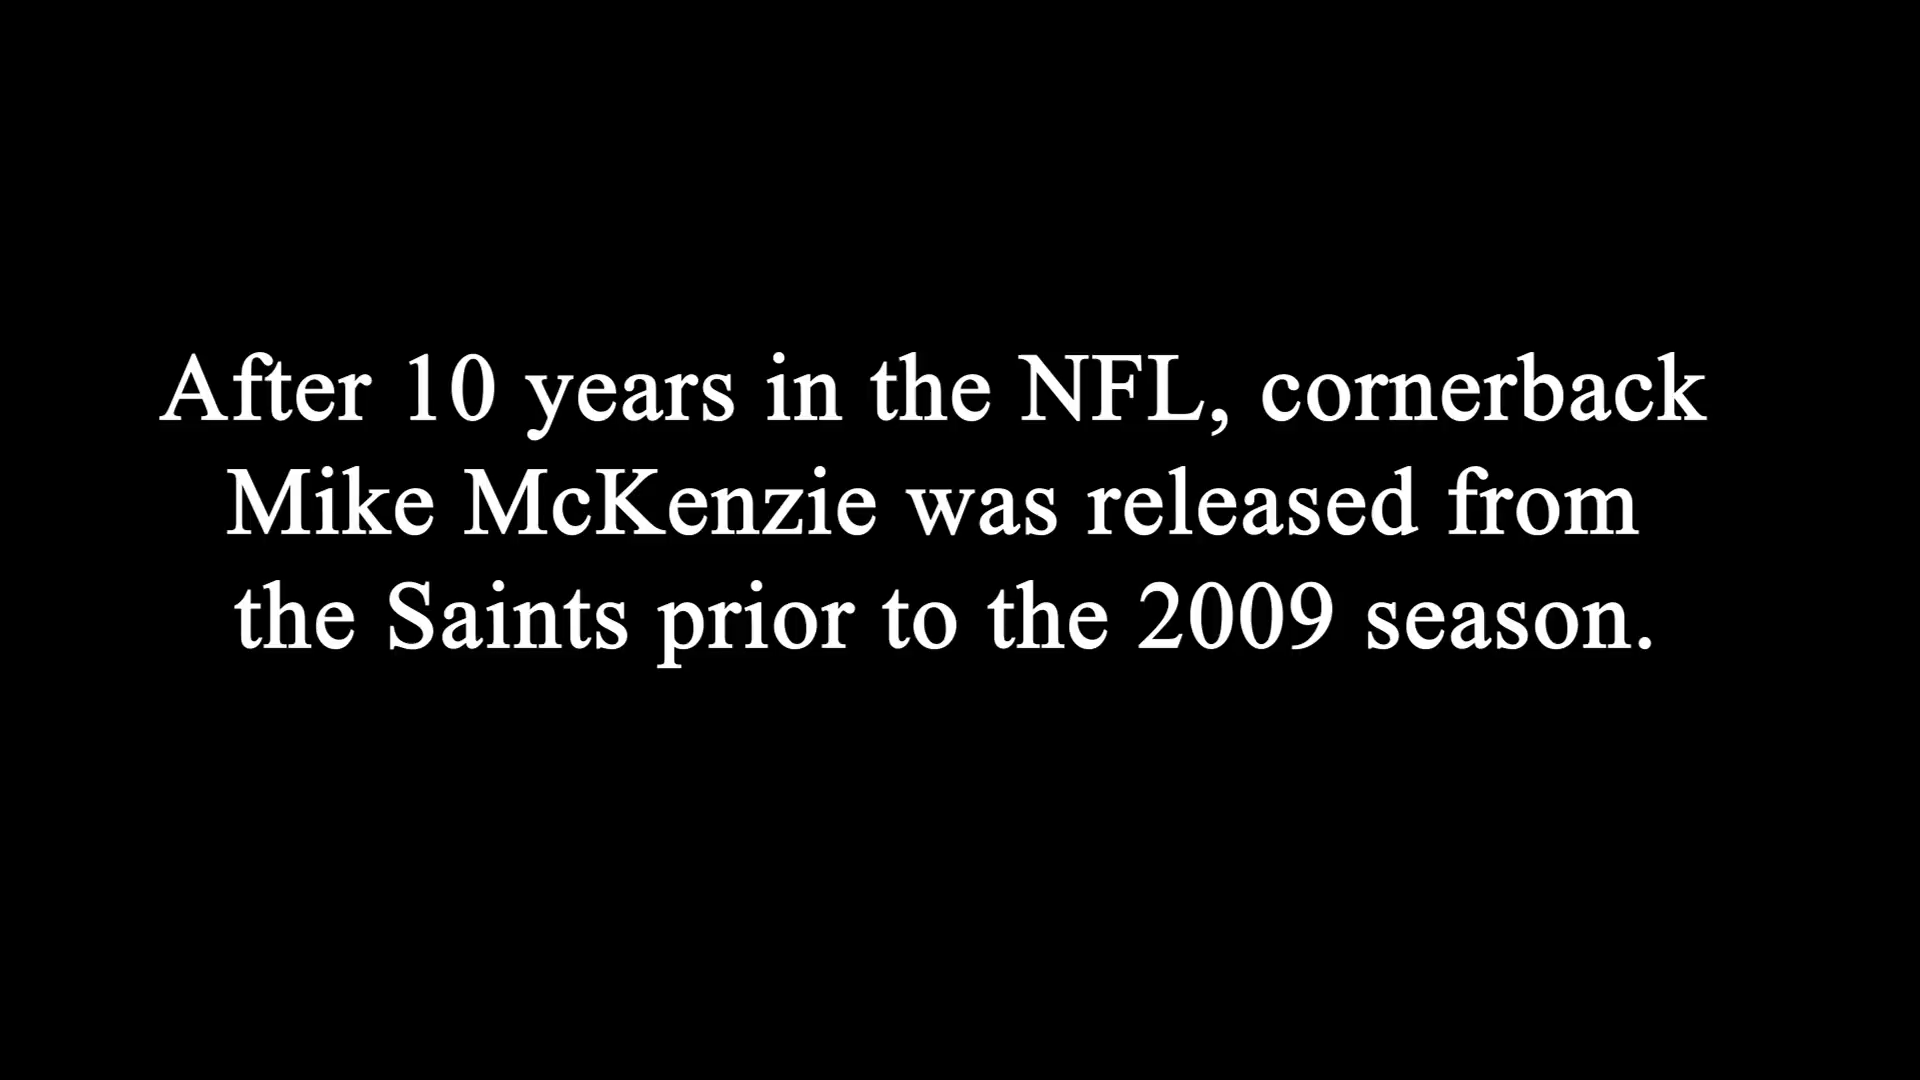 After 10 years in the NFL, cornerback
Mike McKenzie was released from
the Saints prior to the 2009 season.